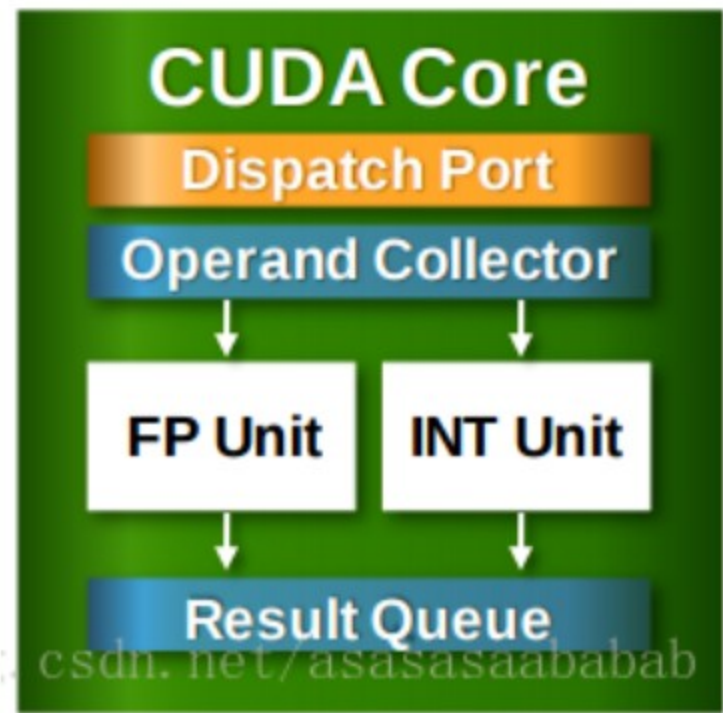 CUDA Core
Dispatch Port
Operand Collector
FP Unit INT Unit
Result Queue
csdn.net/asasasaababab